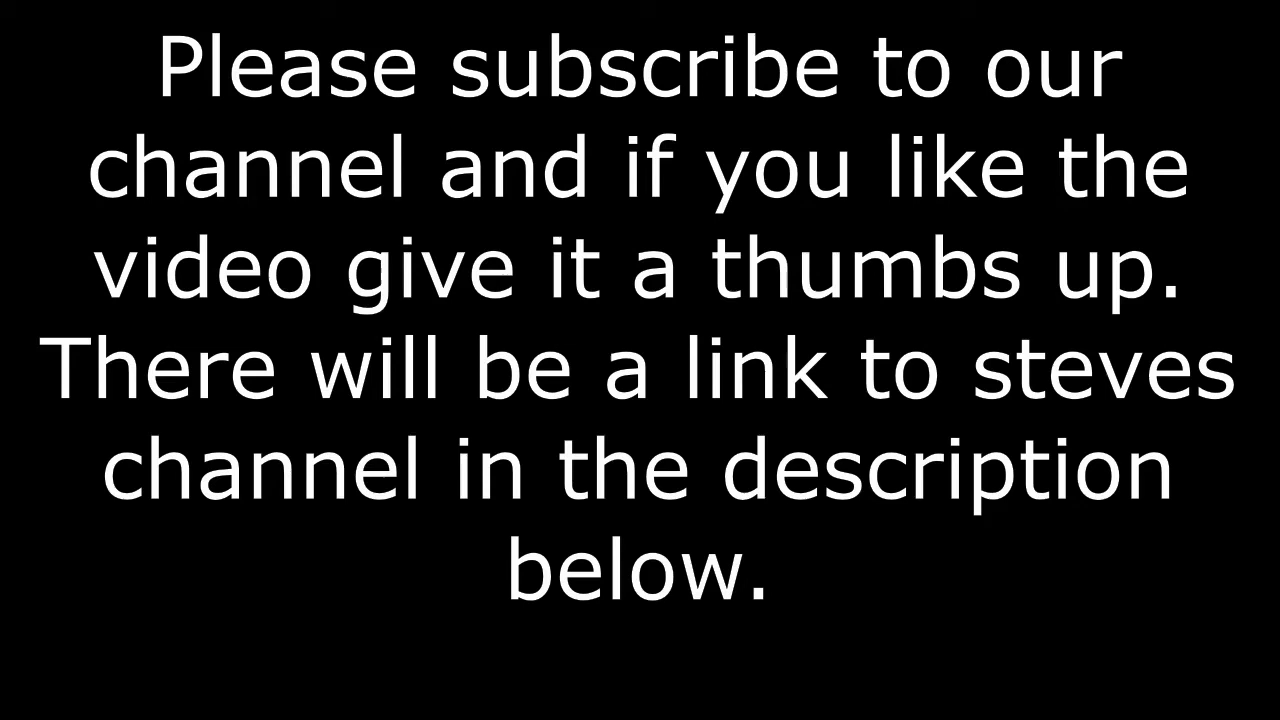 Please subscribe to our
channel and if you like the
video give it a thumbs up.
There will be a link to steves
channel in the description
below.